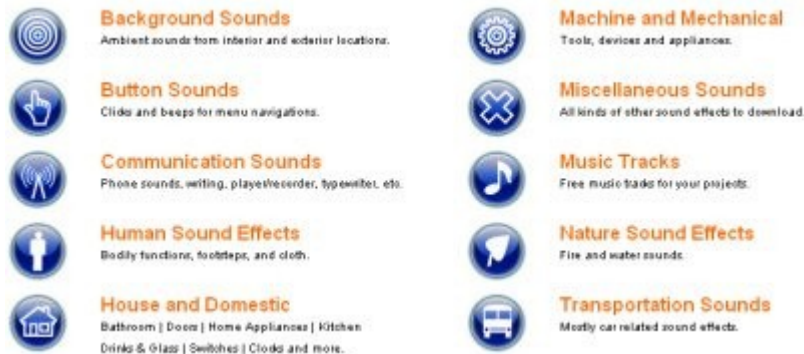 Background Sounds
Ambient sounds from interior and exterior locations.
Button Sounds
Clicks and beeps for menu navigations.
Communication Sounds
Phone sounds, writing, player/recorder, typewriter, etc.
Human Sound Effects
Bodily functions, footsteps, and cloth.
House and Domestic
Bathroom | Doors | Home Appliances | Kitchen
Drinks & Glass | Switches | Clocks and more.
Machine and Mechanical
Tools, devices and appliances.
Miscellaneous Sounds
All kinds of other sound effects to download
Music Tracks
Free music tracks for your projects.
Nature Sound Effects
Fire and water sounds.
Transportation Sounds
Mostly car related sound effects.